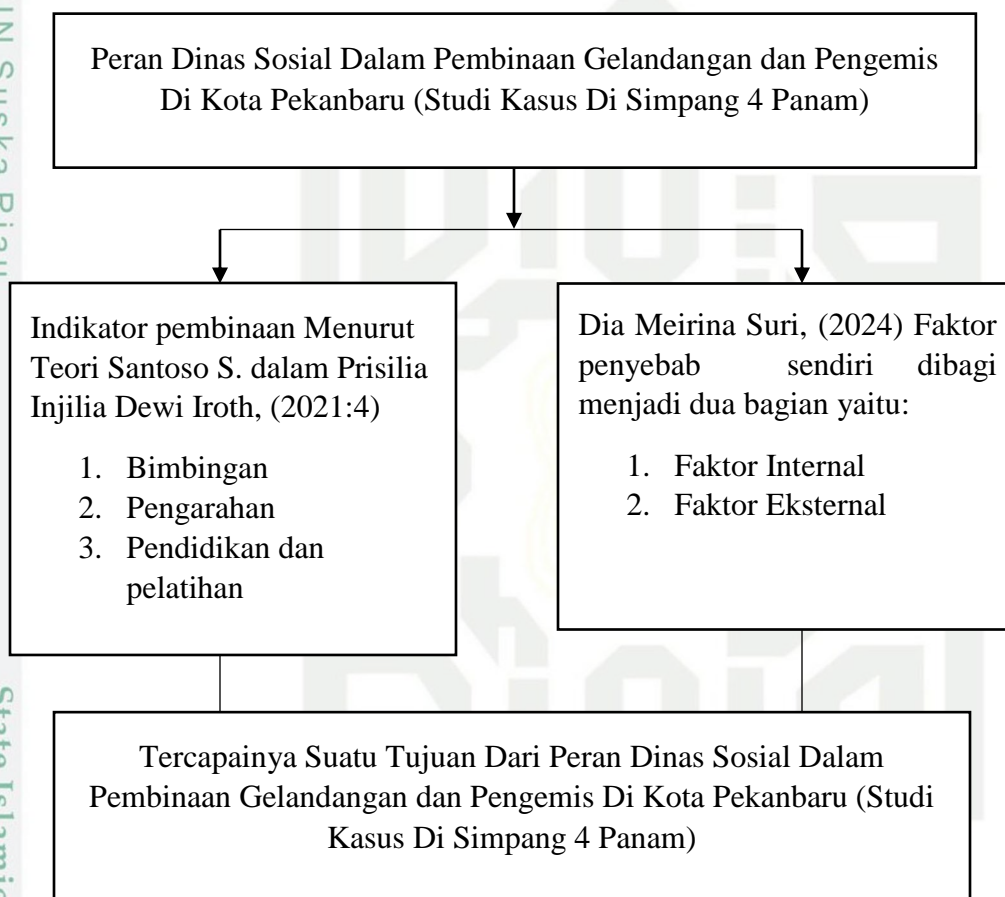 Peran Dinas Sosial Dalam Pembinaan Gelandangan dan Pengemis
Di Kota Pekanbaru (Studi Kasus Di Simpang 4 Panam)
Indikator pembinaan Menurut
Teori Santoso S. dalam Prisilia
Injilia Dewi Iroth, (2021:4)
1. Bimbingan
2. Pengarahan
3. Pendidikan dan
pelatihan
Dia Meirina Suri, (2024) Faktor
penyebab sendiri dibagi
menjadi dua bagian yaitu:
1. Faktor Internal
2. Faktor Eksternal
Tercapainya Suatu Tujuan Dari Peran Dinas Sosial Dalam
Pembinaan Gelandangan dan Pengemis Di Kota Pekanbaru (Studi
Kasus Di Simpang 4 Panam)
Suska
State Islamic